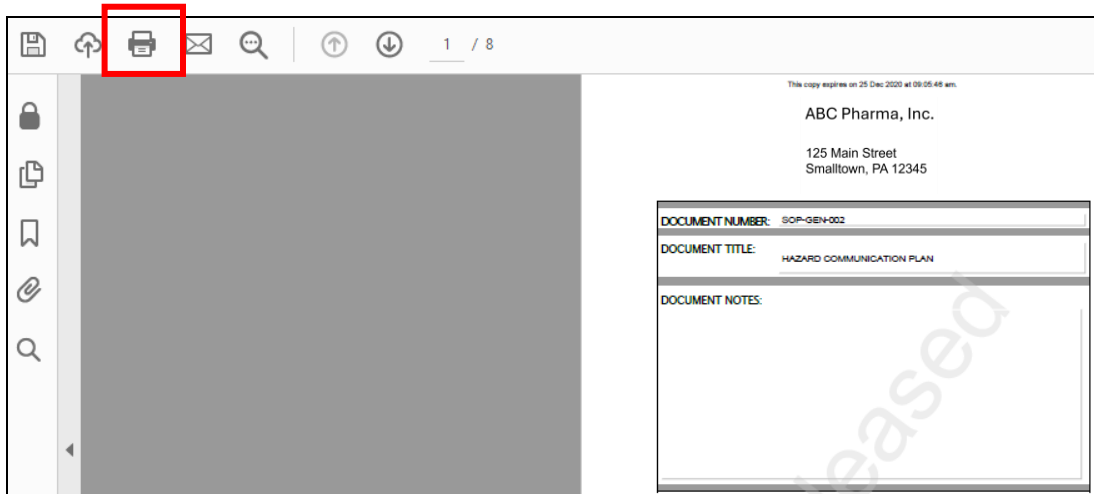 1 / 8
This copy expires on 25 Dec 2020 at 09:05:46 am.
ABC Pharma, Inc.
125 Main Street
Smalltown, PA 12345
DOCUMENT NUMBER: SOP-GEN-002
DOCUMENT TITLE: HAZARD COMMUNICATION PLAN
DOCUMENT NOTES:
leased